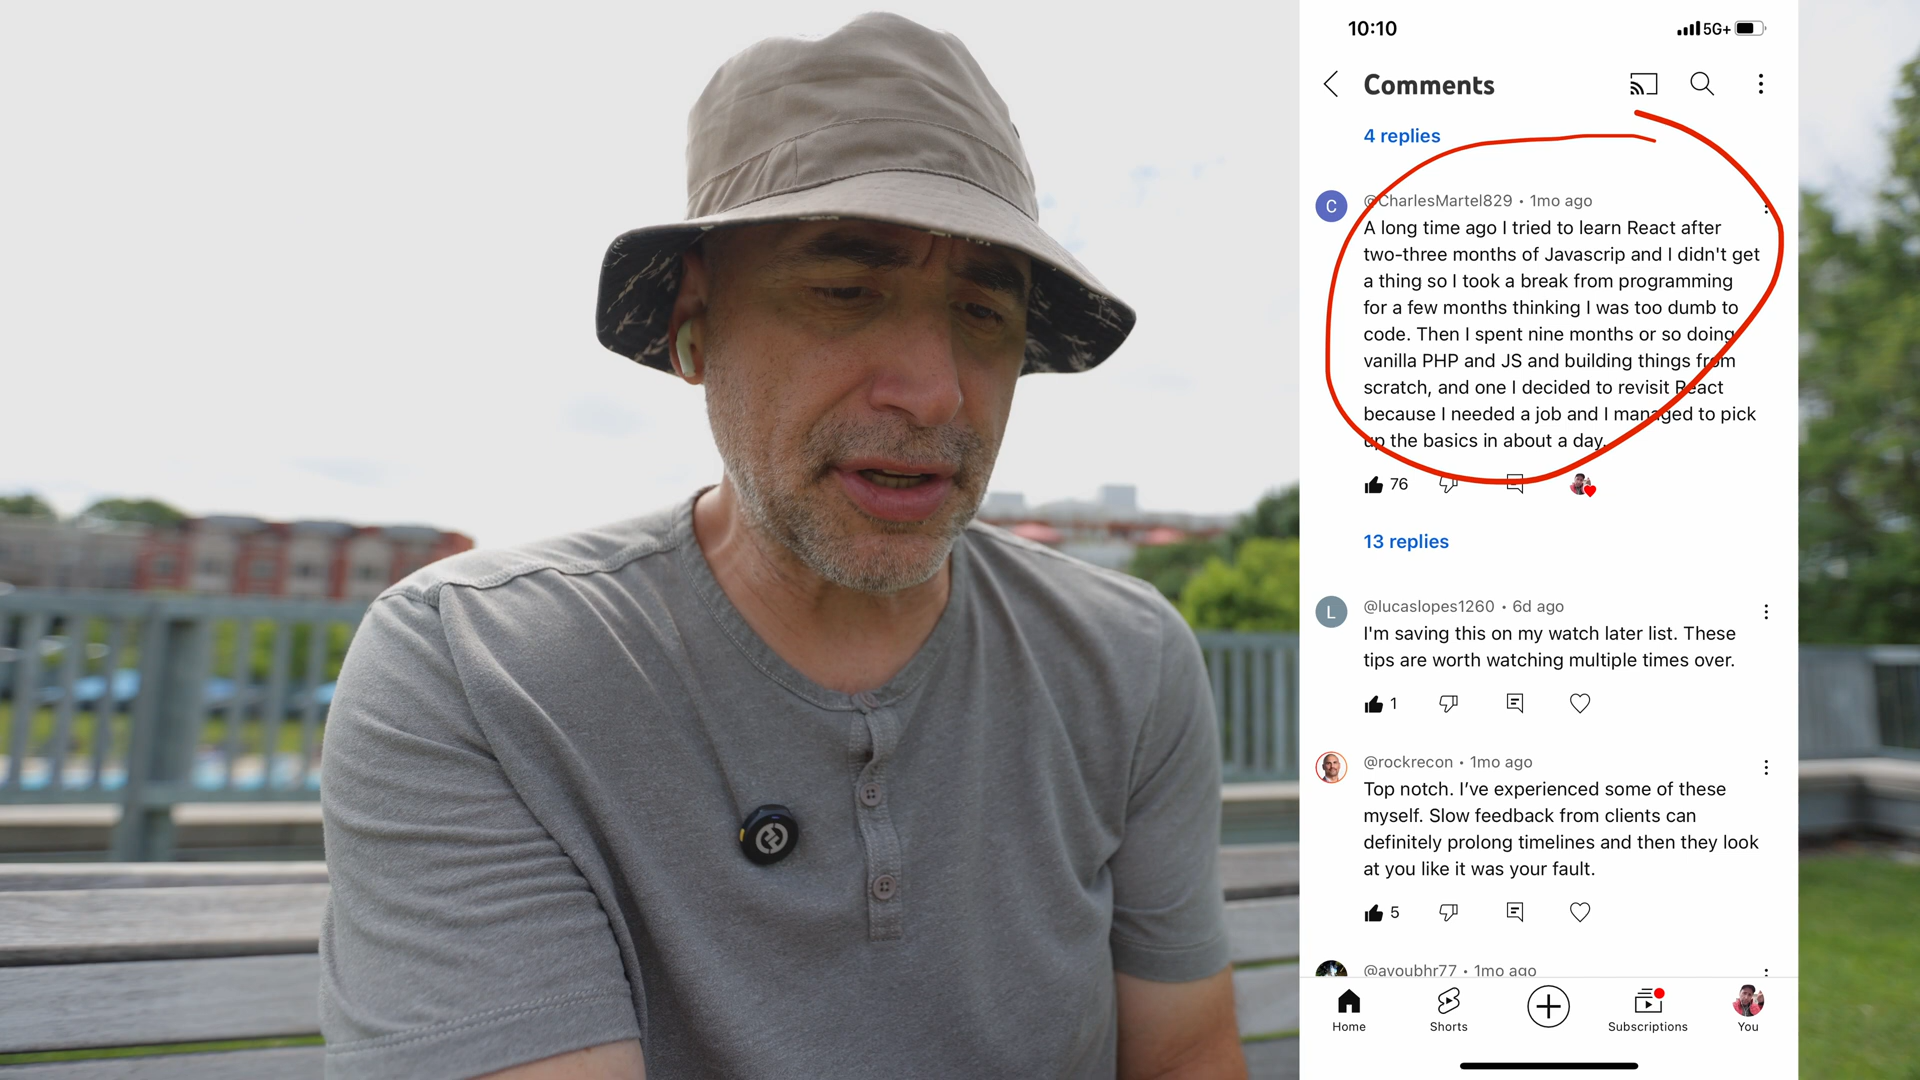 10:10
5G+
Comments
4 replies
C
@CharlesMartel829 • 1mo ago
A long time ago I tried to learn React after
two-three months of Javascrip and I didn't get
a thing so I took a break from programming
for a few months thinking I was too dumb to
code. Then I spent nine months or so doing
vanilla PHP and JS and building things from
scratch, and one I decided to revisit React
because I needed a job and I managed to pick
up the basics in about a day.
76
13 replies
L
@lucaslopes1260 • 6d ago
I'm saving this on my watch later list. These
tips are worth watching multiple times over.
1
@rockrecon • 1mo ago
Top notch. I’ve experienced some of these
myself. Slow feedback from clients can
definitely prolong timelines and then they look
at you like it was your fault.
5
@ayoubhr77 • 1mo ago
Home
Shorts
Subscriptions
You